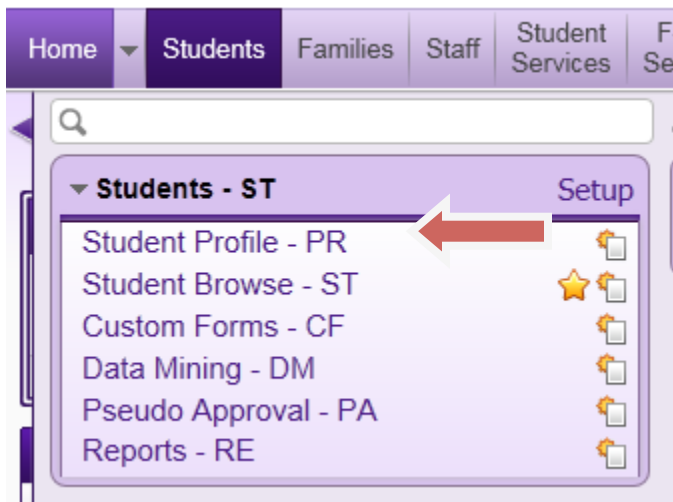 Home Students Families Staff Student Services F Se
Students - ST Setup
Student Profile - PR
Student Browse - ST
Custom Forms - CF
Data Mining - DM
Pseudo Approval - PA
Reports - RE